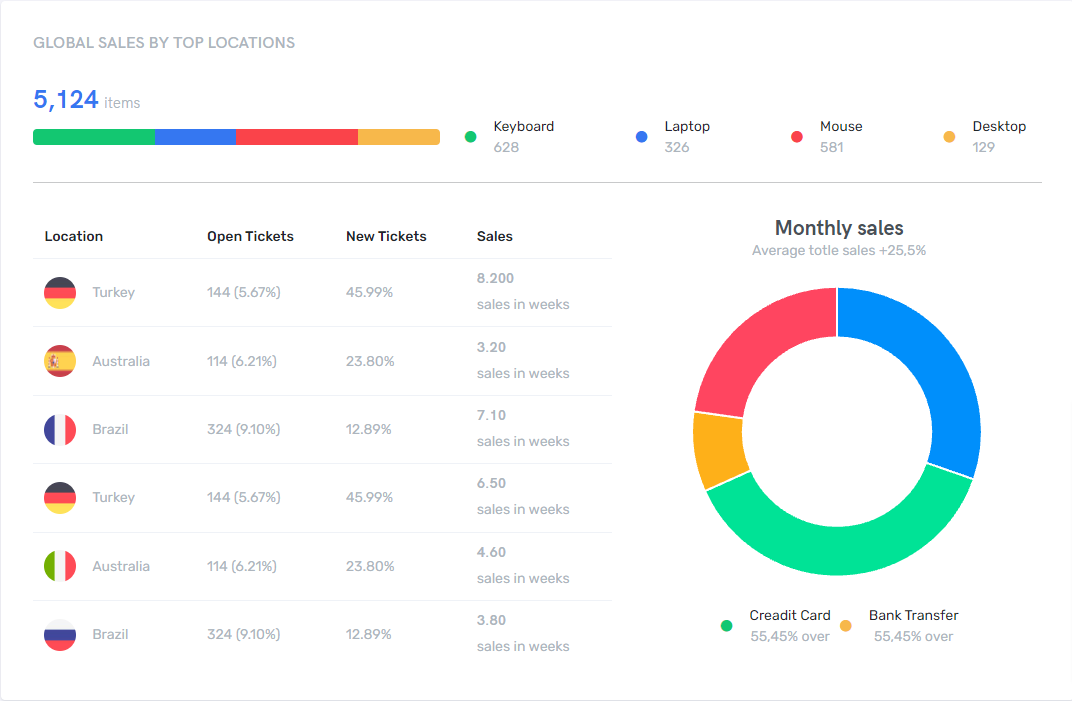 GLOBAL SALES BY TOP LOCATIONS
5,124 items
Keyboard
628
Laptop
326
Mouse
581
Desktop
129
Location Open Tickets New Tickets Sales
Turkey 144 (5.67%) 45.99% 8.200
sales in weeks
Australia 114 (6.21%) 23.80% 3.20
sales in weeks
Brazil 324 (9.10%) 12.89% 7.10
sales in weeks
Turkey 144 (5.67%) 45.99% 6.50
sales in weeks
Australia 114 (6.21%) 23.80% 4.60
sales in weeks
Brazil 324 (9.10%) 12.89% 3.80
sales in weeks
Monthly sales
Average totle sales +25,5%
Creadit Card
55,45% over
Bank Transfer
55,45% over